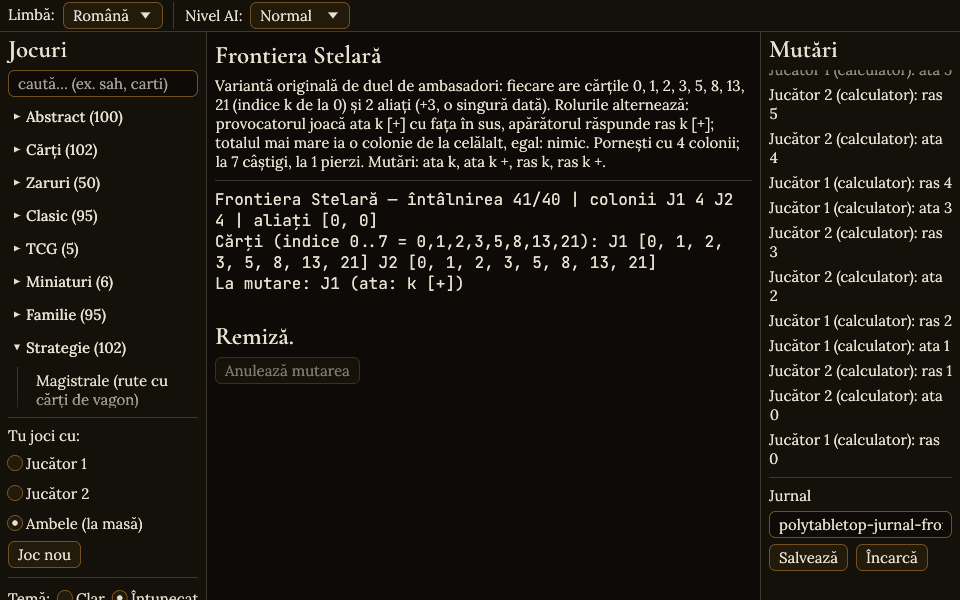 Limbă: Română ▼ Nivel AI: Normal ▼
Jocuri
caută... (ex. sah, carti)
▸ Abstract (100)
▸ Cărți (102)
▸ Zaruri (50)
▸ Clasic (95)
▸ TCG (5)
▸ Miniaturi (6)
▸ Familie (95)
▾ Strategie (102)
Magistrale (rute cu
cărți de vagon)
Tu joci cu:
Jucător 1
Jucător 2
Ambele (la masă)
Joc nou
Temă: Clar Întunecat
Frontiera Stelară
Variantă originală de duel de ambasadori: fiecare are cărțile 0, 1, 2, 3, 5, 8, 13,
21 (indice k de la 0) și 2 aliați (+3, o singură dată). Rolurile alternează:
provocatorul joacă ata k [+] cu fața în sus, apărătorul răspunde ras k [+];
totalul mai mare ia o colonie de la celălalt, egal: nimic. Pornești cu 4 colonii;
la 7 câștigi, la 1 pierzi. Mutări: ata k, ata k +, ras k, ras k +.
Frontiera Stelară — întâlnirea 41/40 | colonii J1 4 J2
4 | aliați [0, 0]
Cărți (indice 0..7 = 0,1,2,3,5,8,13,21): J1 [0, 1, 2,
3, 5, 8, 13, 21] J2 [0, 1, 2, 3, 5, 8, 13, 21]
La mutare: J1 (ata: k [+])
Remiză.
Anulează mutarea
Mutări
Jucător 1 (calculator): ata 5
Jucător 2 (calculator): ras
5
Jucător 2 (calculator): ata
4
Jucător 1 (calculator): ras 4
Jucător 1 (calculator): ata 3
Jucător 2 (calculator): ras
3
Jucător 2 (calculator): ata
2
Jucător 1 (calculator): ras 2
Jucător 1 (calculator): ata 1
Jucător 2 (calculator): ras 1
Jucător 2 (calculator): ata
0
Jucător 1 (calculator): ras
0
Jurnal
polytabletop-jurnal-fro
Salvează Încarcă